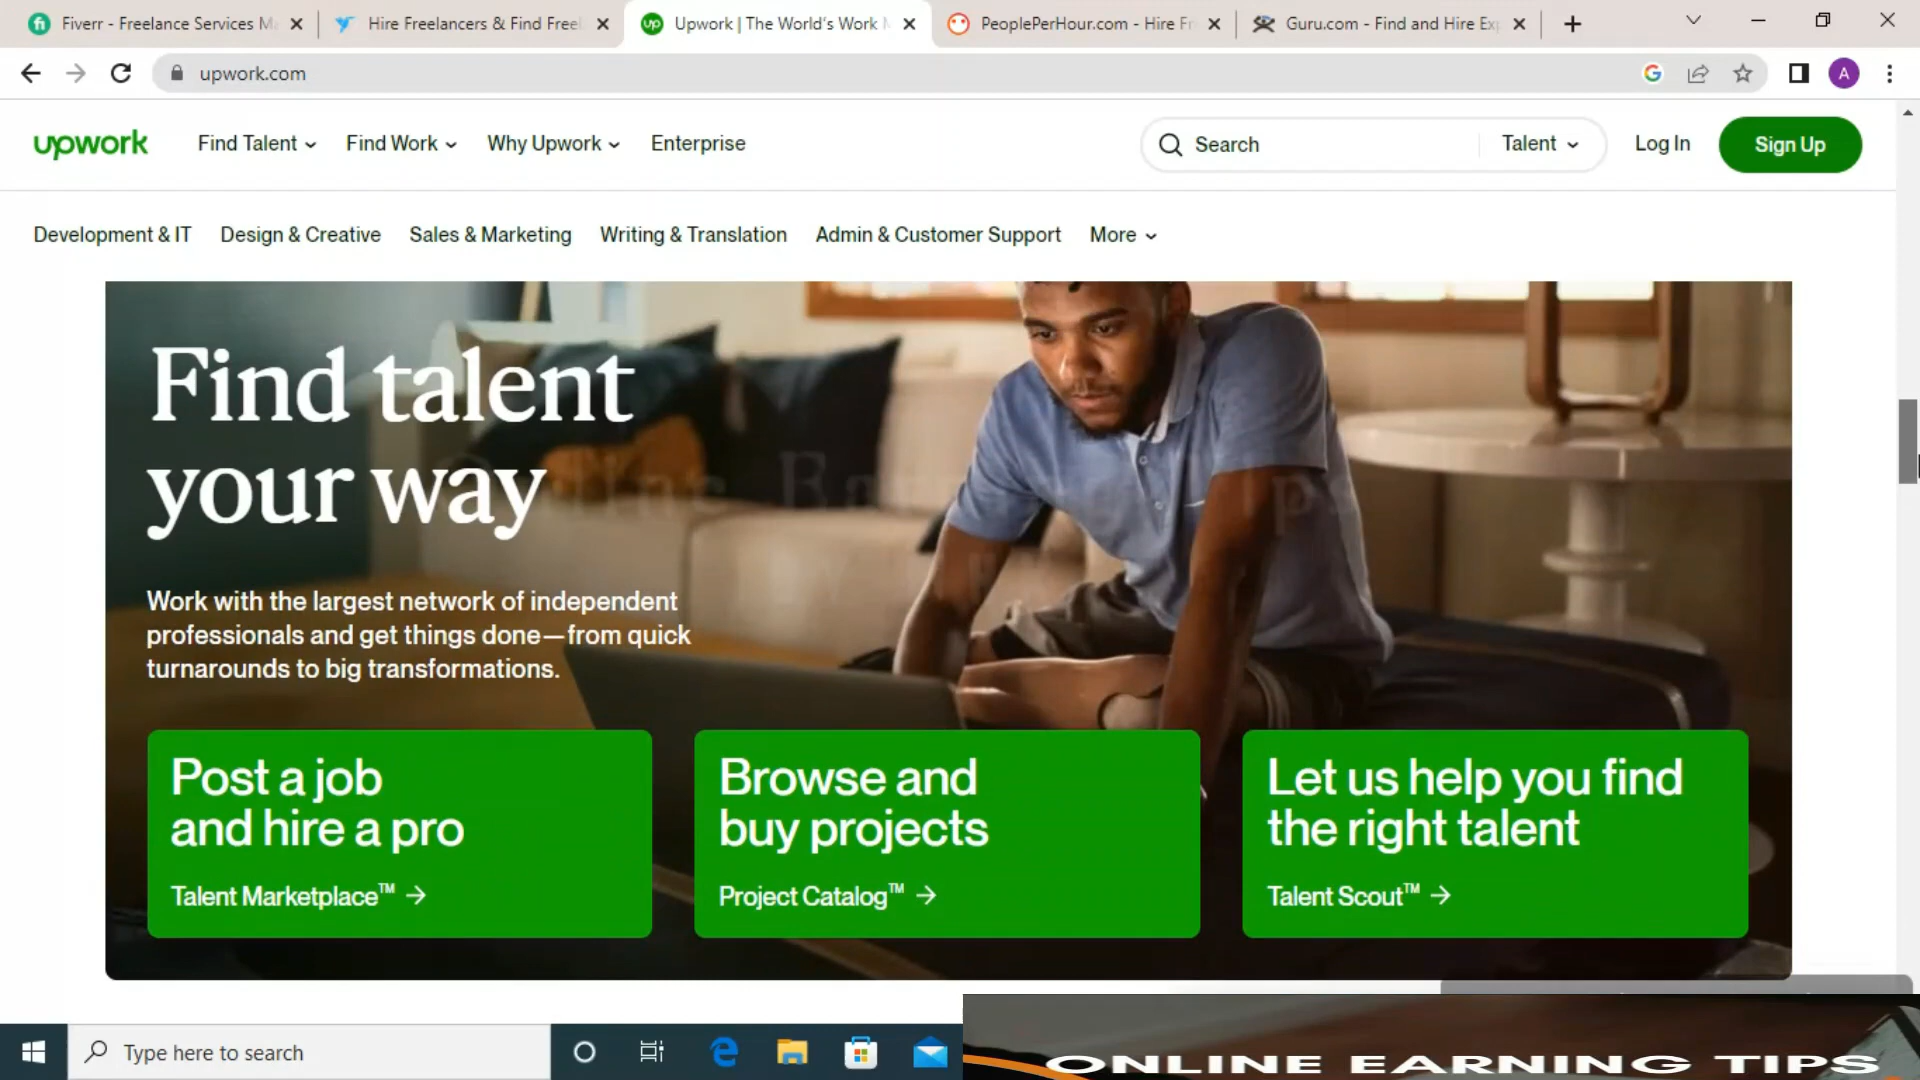 Fiverr - Freelance Services Ma
Hire Freelancers & Find Freel
Upwork | The World's Work M
PeoplePerHour.com - Hire Fr
Guru.com - Find and Hire Exp
upwork.com
A
upwork
Find Talent
Find Work
Why Upwork
Enterprise
Search
Talent
Log In
Sign Up
Development & IT
Design & Creative
Sales & Marketing
Writing & Translation
Admin & Customer Support
More
Find talent
your way
Work with the largest network of independent
professionals and get things done—from quick
turnarounds to big transformations.
Post a job
and hire a pro
Talent Marketplace™ →
Browse and
buy projects
Project Catalog™ →
Let us help you find
the right talent
Talent Scout™ →
Type here to search
ONLINE EARNING TIPS